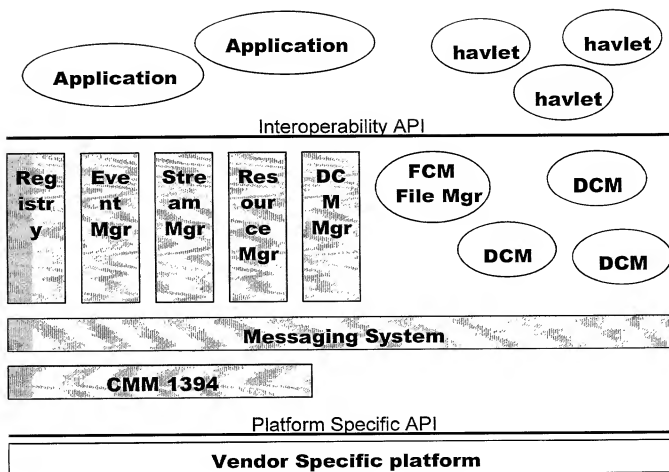 Application
Application
havlet
havlet
havlet
Interoperability API
Reg
istry
y
Eve
nt
Mgr
Stre
am
Mgr
Res
our
ce
Mgr
DC
M
Mgr
FCM
File Mgr
DCM
DCM
DCM
Messaging System
CMM 1394
Platform Specific API
Vendor Specific platform